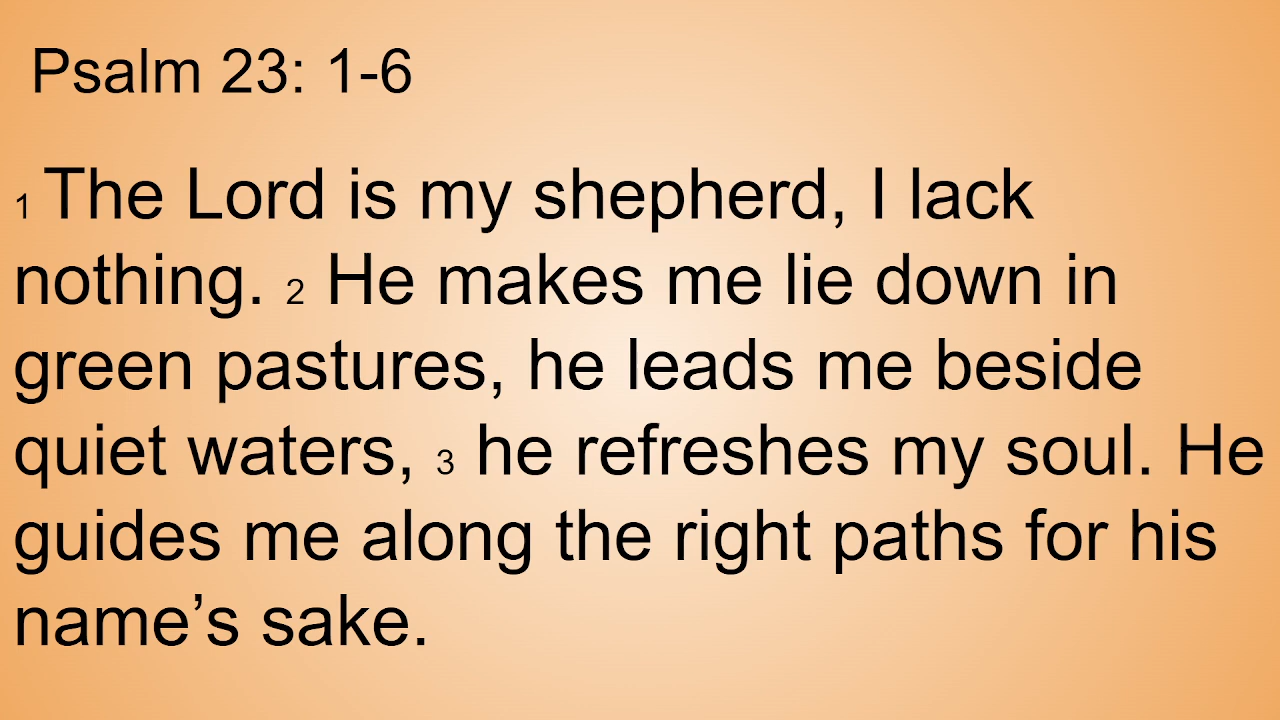 Psalm 23: 1-6
1 The Lord is my shepherd, I lack
nothing. 2 He makes me lie down in
green pastures, he leads me beside
quiet waters, 3 he refreshes my soul. He
guides me along the right paths for his
name’s sake.